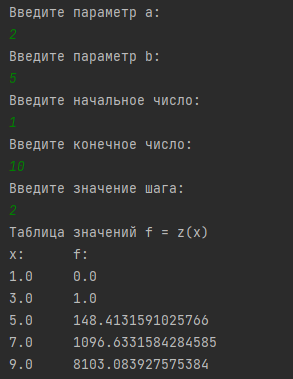 Введите параметр a:
2
Введите параметр b:
5
Введите начальное число:
1
Введите конечное число:
10
Введите значение шага:
2
Таблица значений f = z(x)
x: f:
1.0 0.0
3.0 1.0
5.0 148.4131591025766
7.0 1096.6331584284585
9.0 8103.083927575384